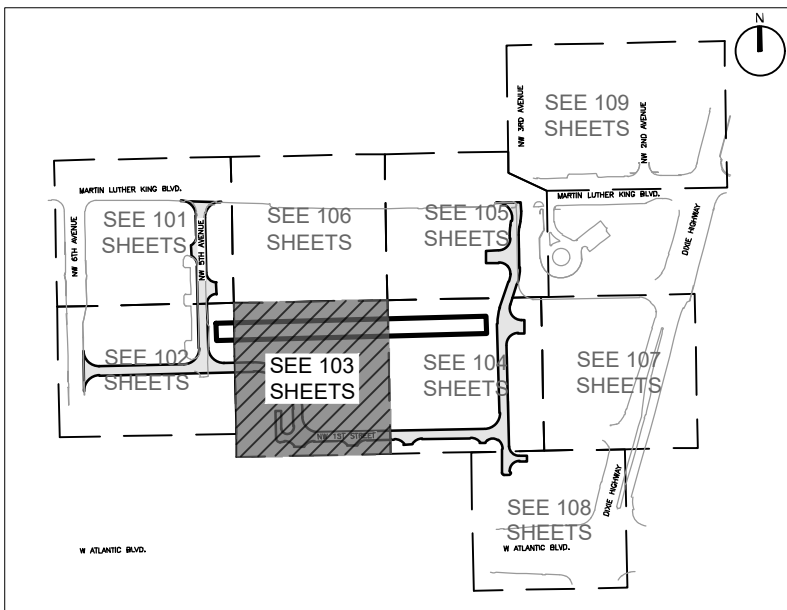 N
SEE 109
SHEETS
NW 3RD AVENUE
NW 2ND AVENUE
MARTIN LUTHER KING BLVD.
MARTIN LUTHER KING BLVD.
SEE 101
SHEETS
SEE 106
SHEETS
SEE 105
SHEETS
NW 6TH AVENUE
NW 5TH AVENUE
DIXIE HIGHWAY
SEE 102
SHEETS
SEE 103
SHEETS
SEE 104
SHEETS
SEE 107
SHEETS
NW 1ST STREET
SEE 108
SHEETS
DIXIE HIGHWAY
W ATLANTIC BLVD.
W ATLANTIC BLVD.